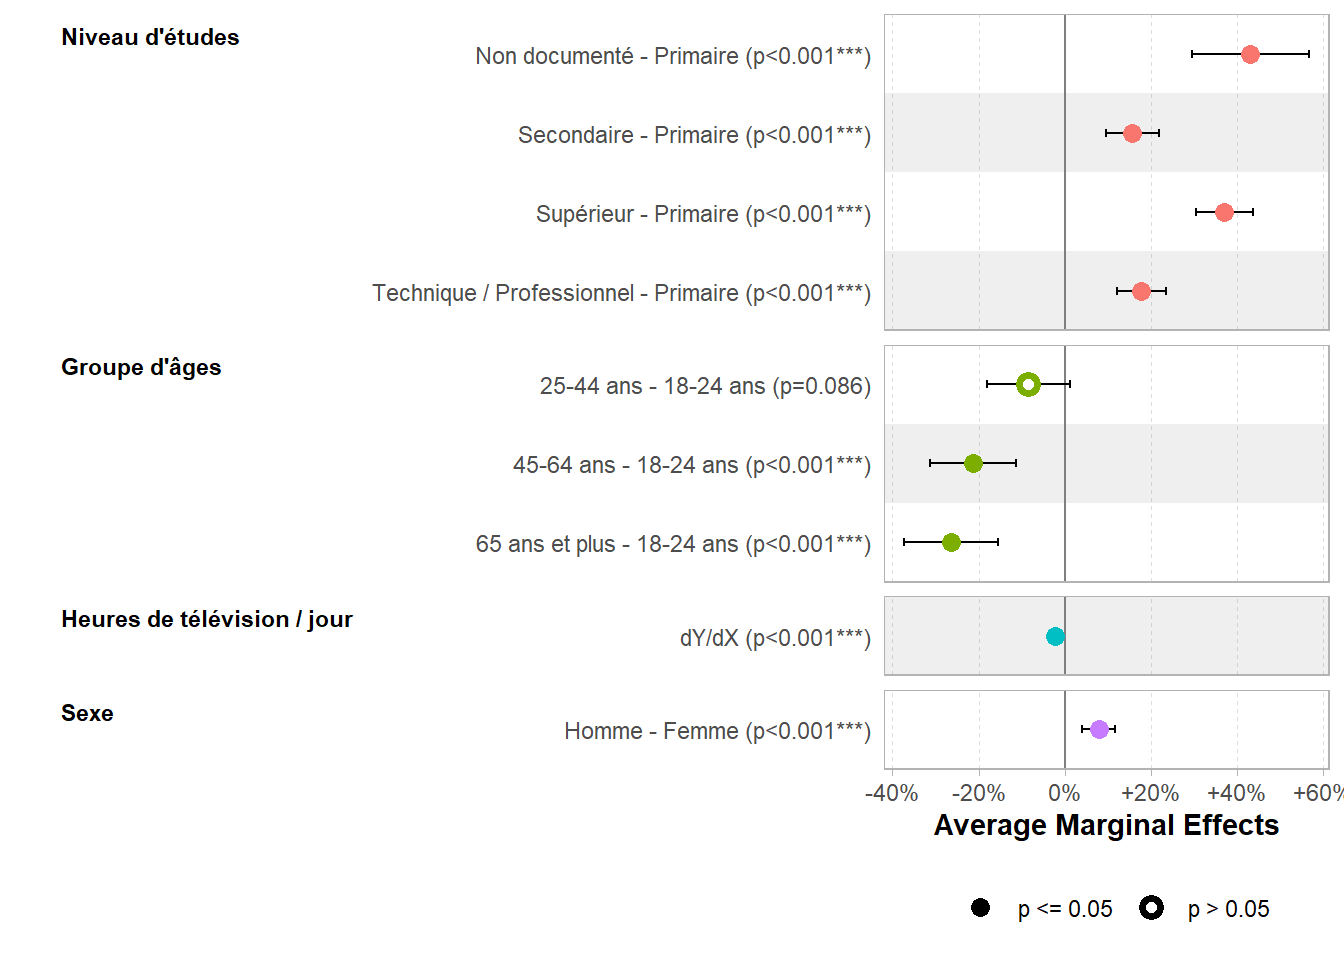 Niveau d'études
Non documenté - Primaire (p<0.001***)
Secondaire - Primaire (p<0.001***)
Supérieur - Primaire (p<0.001***)
Technique / Professionnel - Primaire (p<0.001***)
Groupe d'âges
25-44 ans - 18-24 ans (p=0.086)
45-64 ans - 18-24 ans (p<0.001***)
65 ans et plus - 18-24 ans (p<0.001***)
Heures de télévision / jour
dY/dX (p<0.001***)
Sexe
Homme - Femme (p<0.001***)
-40% -20% 0% +20% +40% +60%
Average Marginal Effects
p <= 0.05 p > 0.05